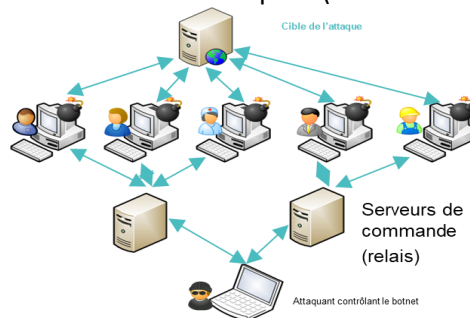 Cible de l'attaque
Serveurs de
commande
(relais)
Attaquant contrôlant le botnet